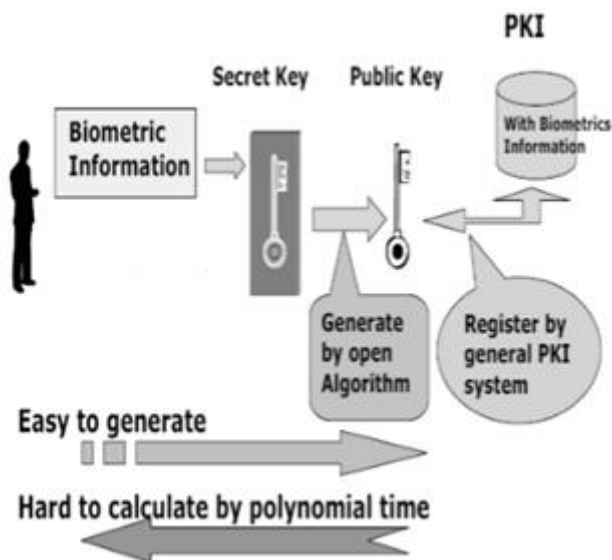 PKI
Secret Key
Public Key
Biometric
Information
With Biometrics
Information
Generate
by open
Algorithm
Register by
general PKI
system
Easy to generate
Hard to calculate by polynomial time